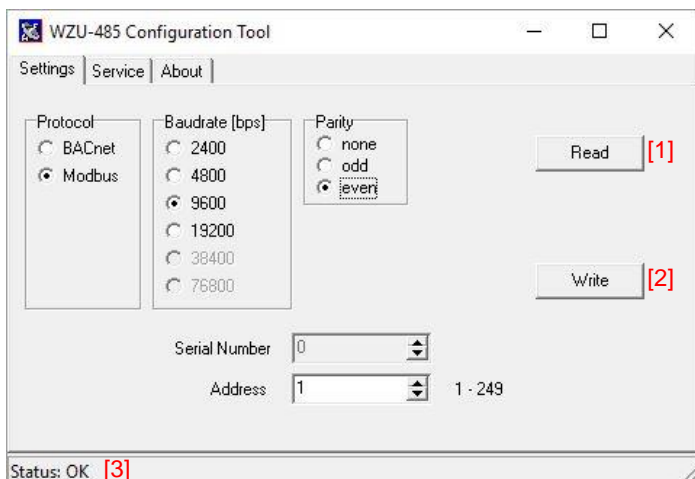 WZU-485 Configuration Tool
Settings Service About
Protocol
BACnet
Modbus
Baudrate [bps]
2400
4800
9600
19200
38400
76800
Parity
none
odd
even
Read [1]
Write [2]
Serial Number 0
Address 1 1 - 249
Status: OK [3]